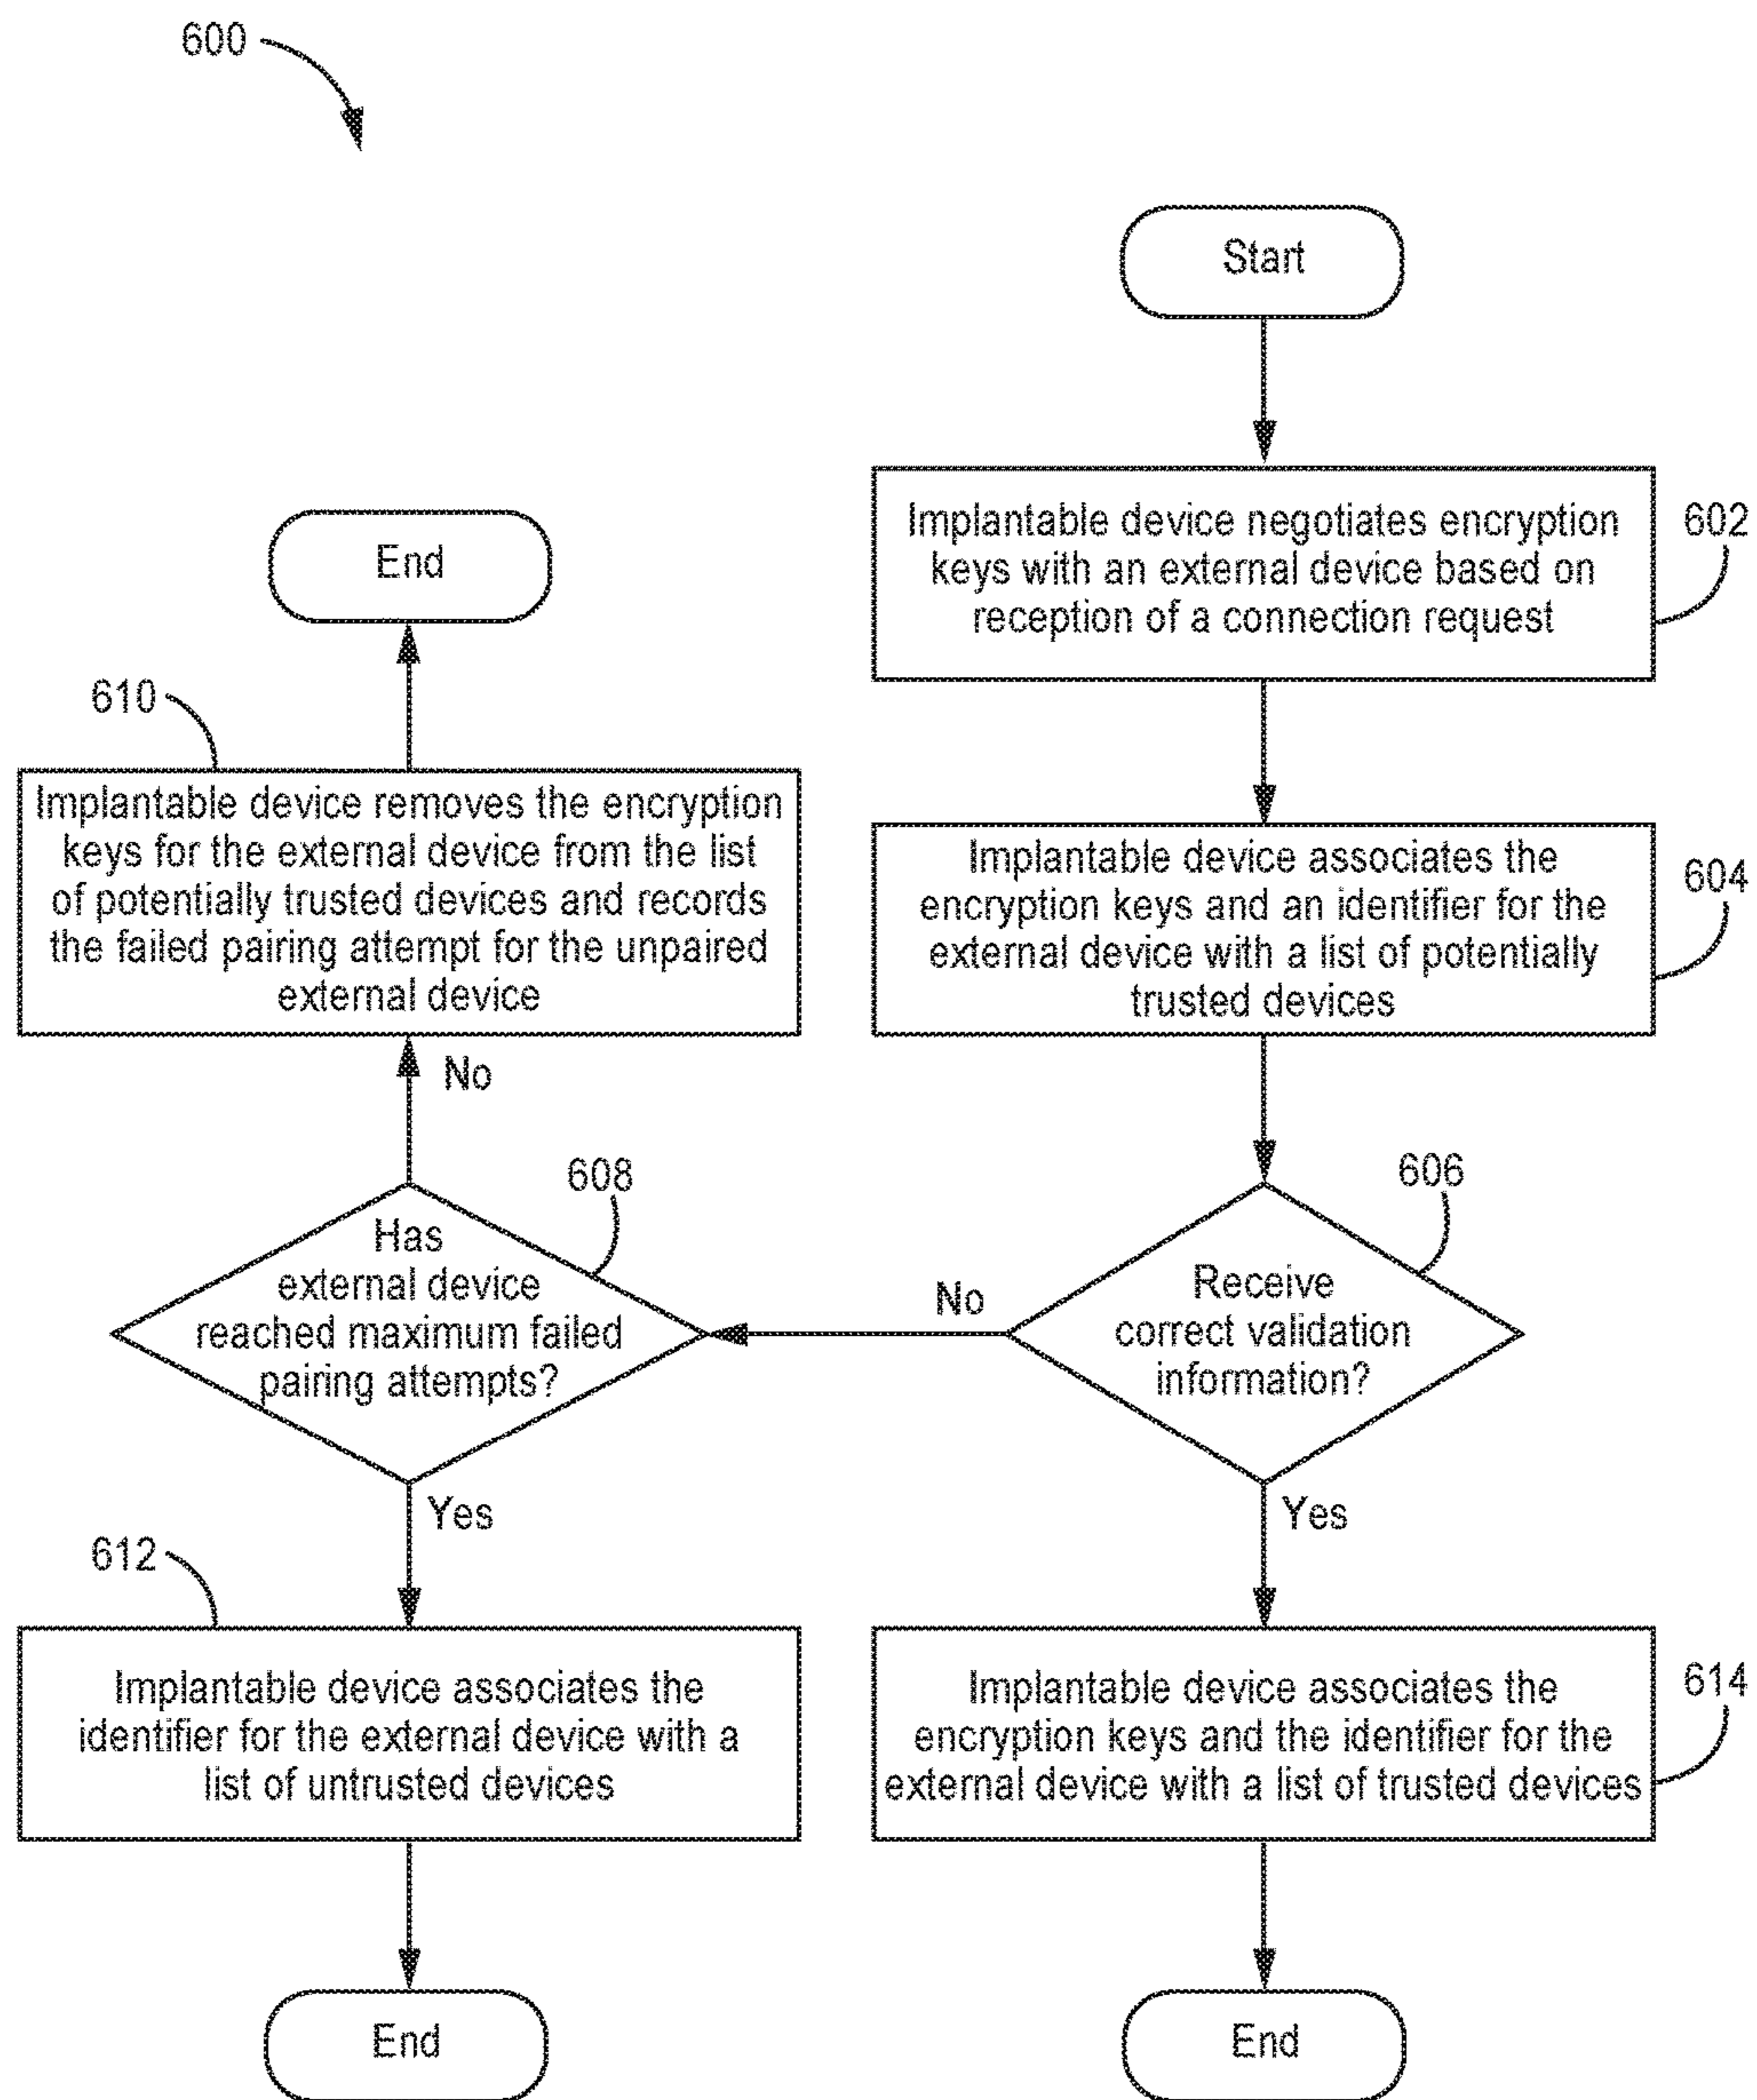 600
Start
Implantable device negotiates encryption
keys with an external device based on
reception of a connection request
602
End
610
Implantable device removes the encryption
keys for the external device from the list
of potentially trusted devices and records
the failed pairing attempt for the unpaired
external device
Implantable device associates the
encryption keys and an identifier for the
external device with a list of potentially
trusted devices
604
No
608
Has
external device
reached maximum failed
pairing attempts?
No
606
Receive
correct validation
information?
Yes
Yes
612
Implantable device associates the
identifier for the external device with a
list of untrusted devices
Implantable device associates the
encryption keys and the identifier for the
external device with a list of trusted devices
614
End
End